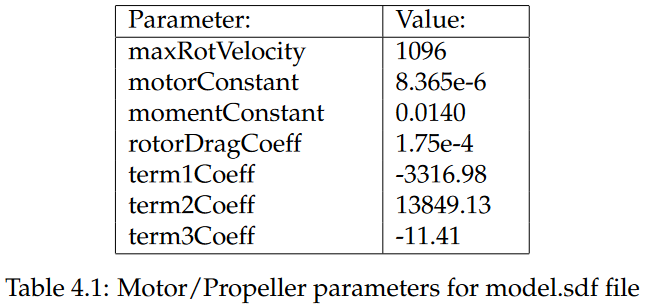 Parameter: Value:
maxRotVelocity 1096
motorConstant 8.365e-6
momentConstant 0.0140
rotorDragCoeff 1.75e-4
term1Coeff -3316.98
term2Coeff 13849.13
term3Coeff -11.41
Table 4.1: Motor/Propeller parameters for model.sdf file